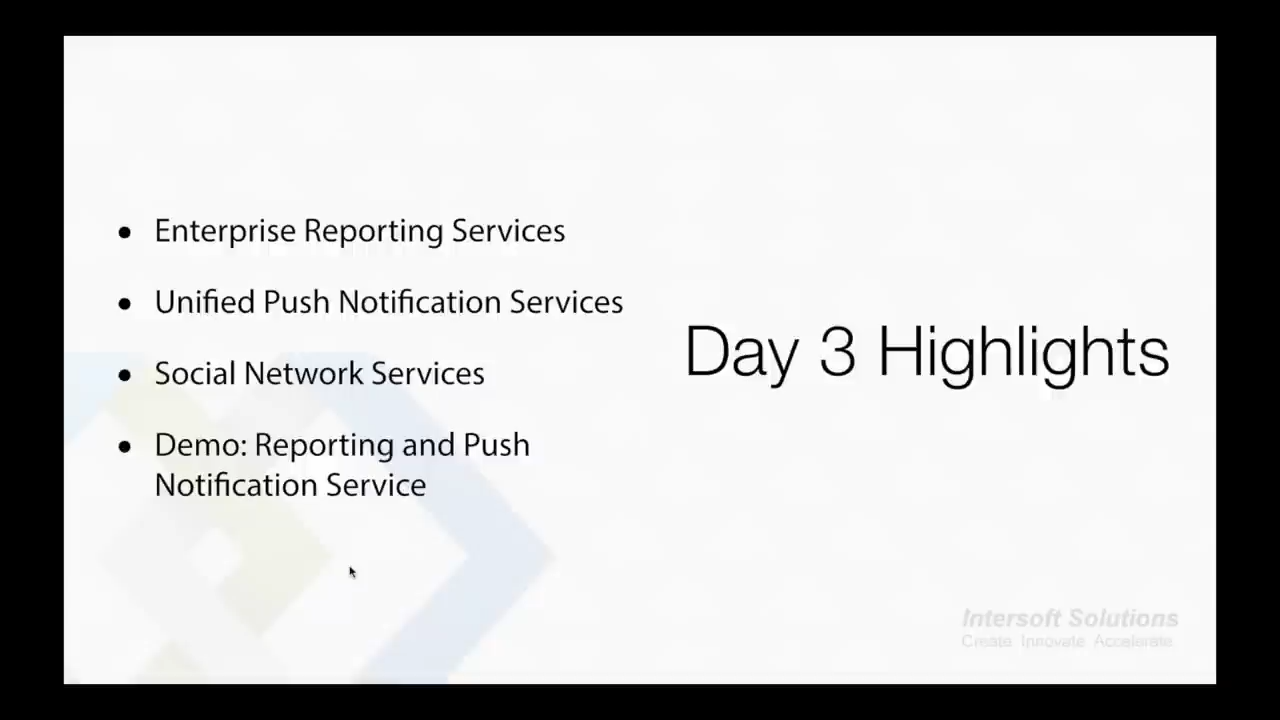 • Enterprise Reporting Services
• Unified Push Notification Services
• Social Network Services
• Demo: Reporting and Push
Notification Service
Day 3 Highlights
Intersoft Solutions
Create Innovate Accelerate